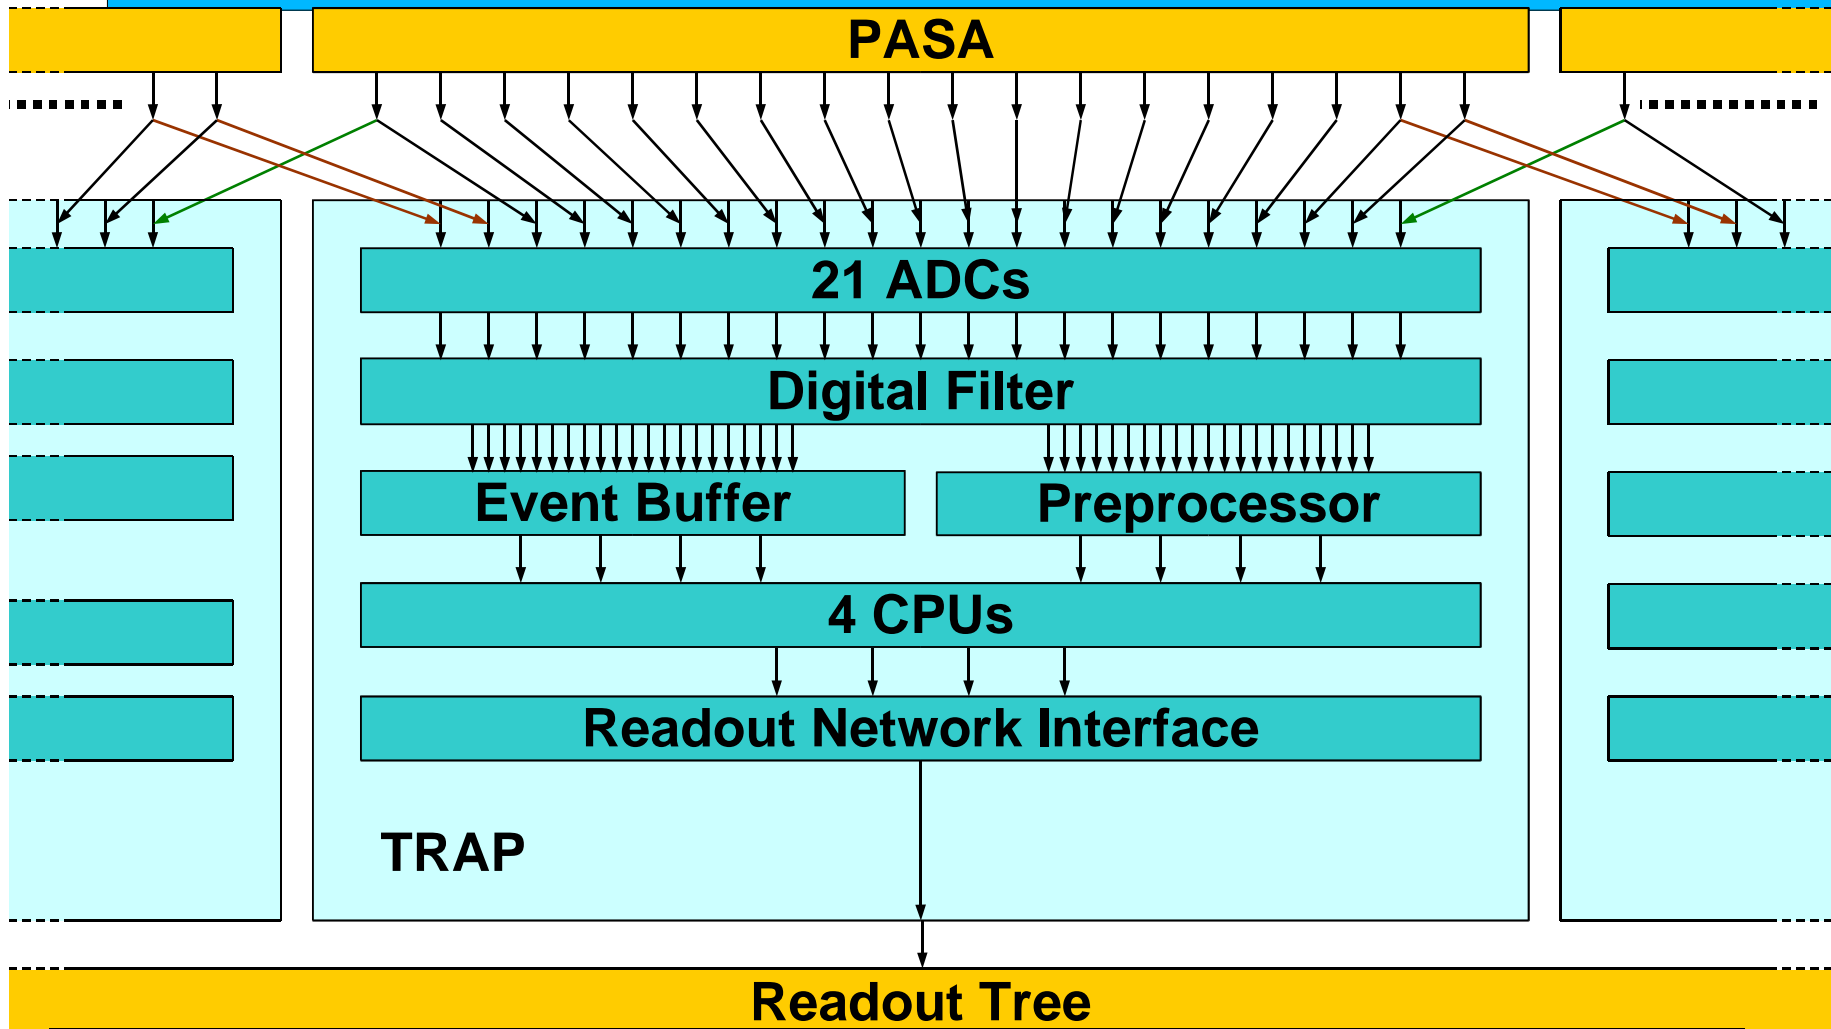 PASA
21 ADCs
Digital Filter
Event Buffer
Preprocessor
4 CPUs
Readout Network Interface
TRAP
Readout Tree